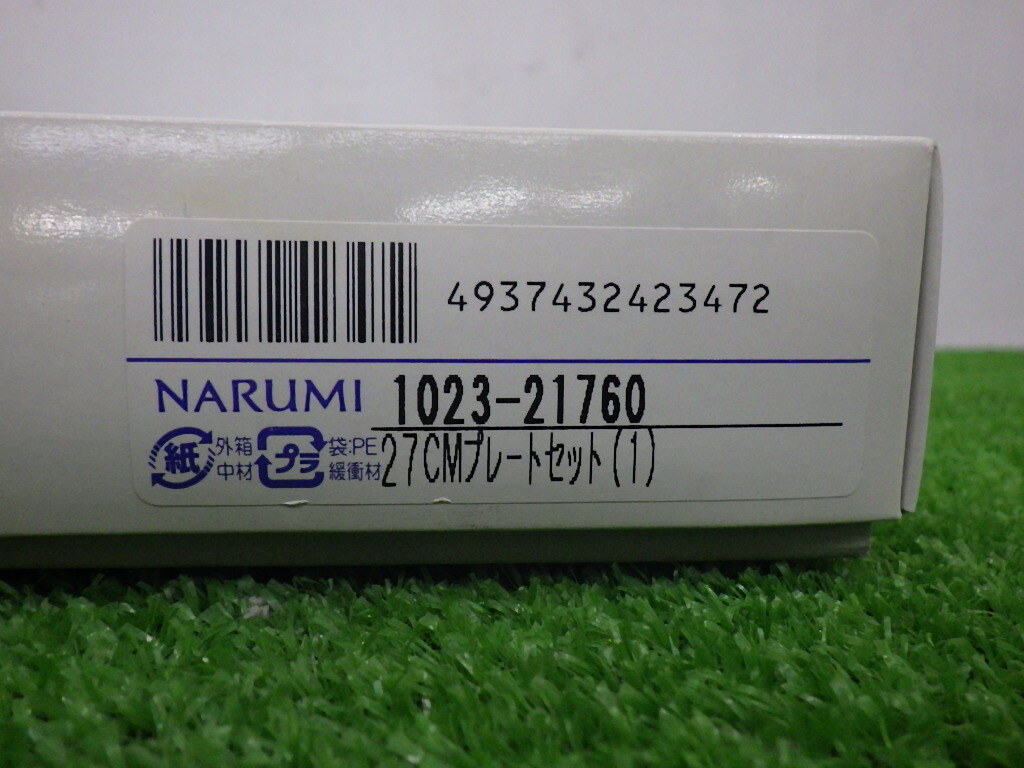 4937432423472
NARUMI 1023-21760
紙 外箱 中材 プラ 袋:PE 緩衝材
27CMプレートセット(1)